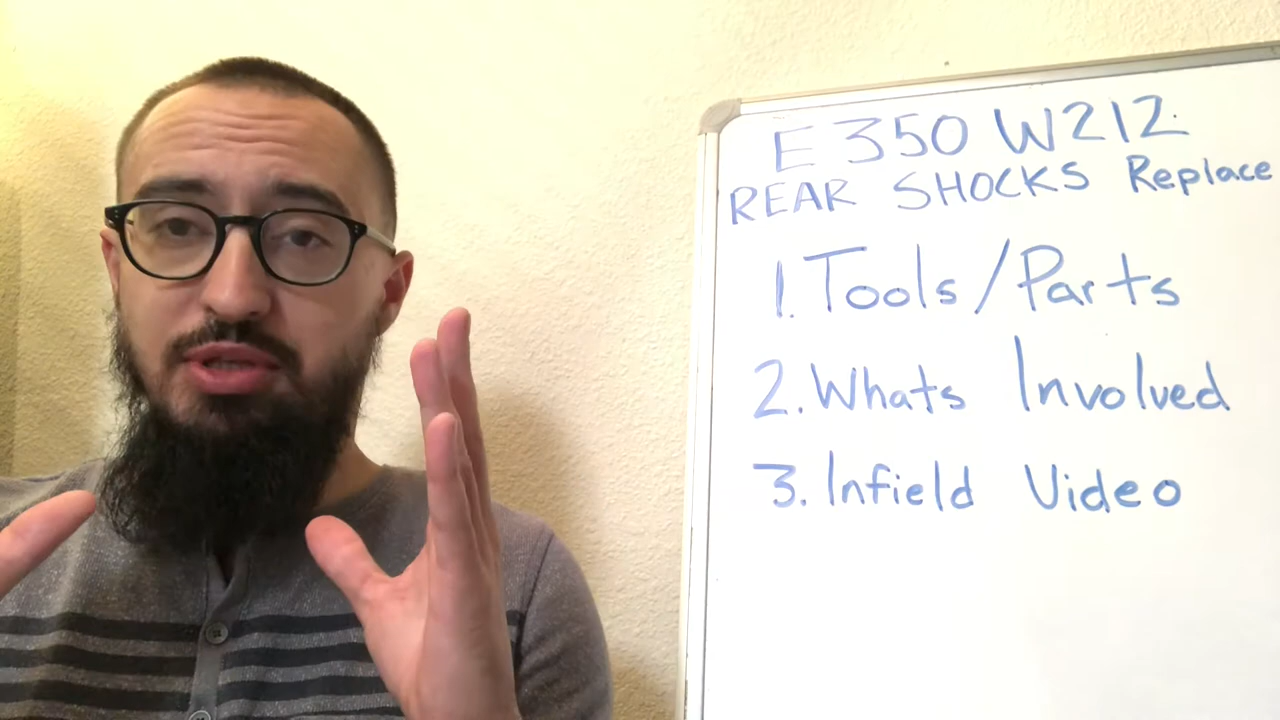 E350 W212
REAR SHOCKS Replace
1. Tools/Parts
2. Whats Involved
3. Infield Video